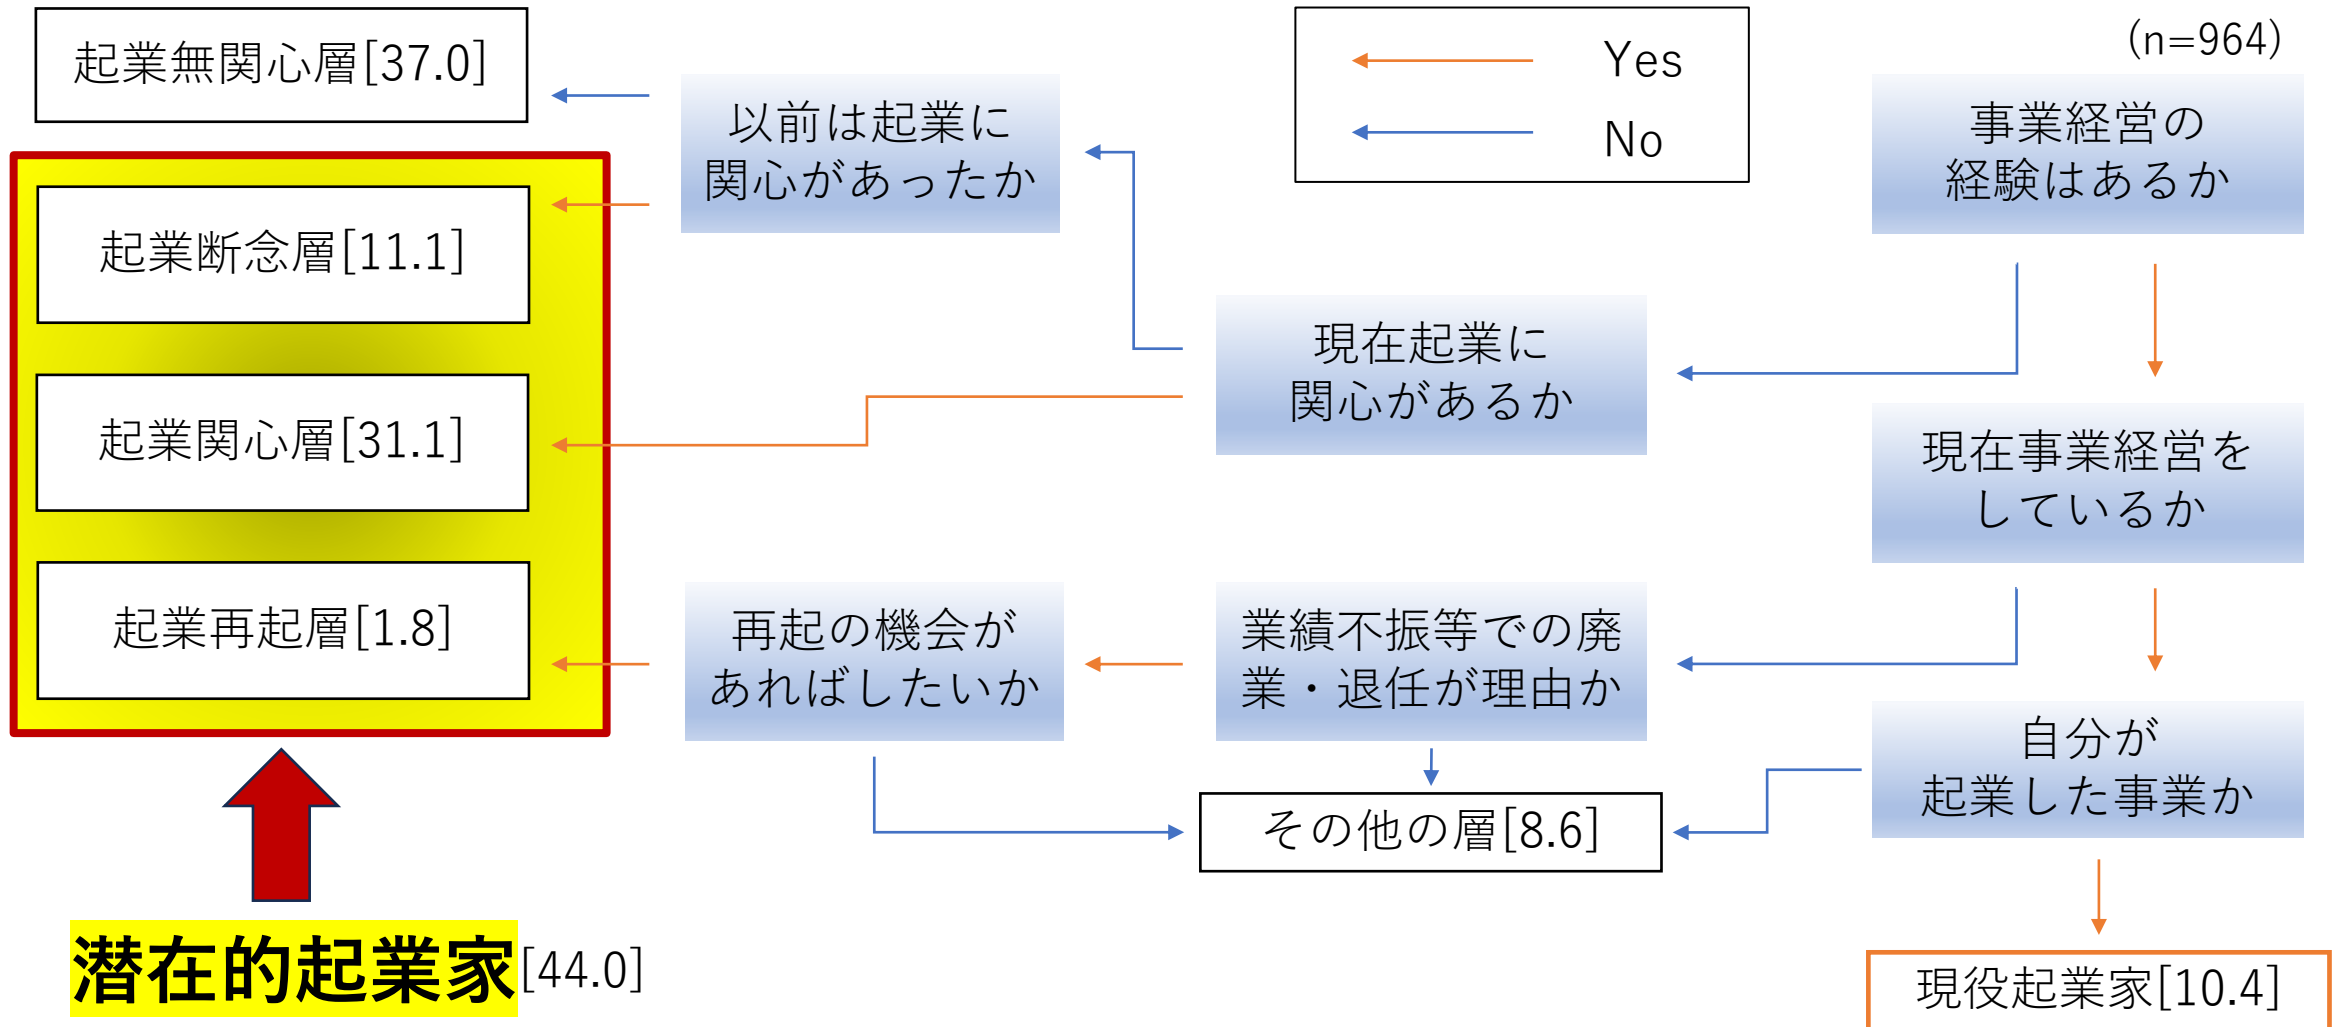 起業無関心層[37.0]
Yes
No
(n=964)
事業経営の
経験はあるか
以前は起業に
関心があったか
起業断念層[11.1]
現在起業に
関心があるか
起業関心層[31.1]
現在事業経営を
しているか
起業再起層[1.8]
再起の機会が
あればしたいか
業績不振等での廃
業・退任が理由か
自分が
起業した事業か
その他の層[8.6]
潜在的起業家[44.0]
現役起業家[10.4]